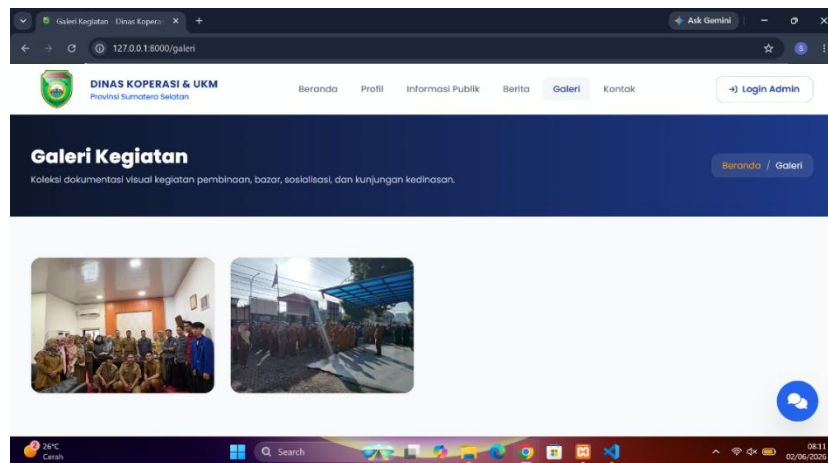 Galeri Kegiatan - Dinas Kopera
Ask Gemini
127.0.0.1:8000/galeri
S
DINAS KOPERASI & UKM
Provinsi Sumatera Selatan
Beranda
Profil
Informasi Publik
Berita
Galeri
Kontak
Login Admin
Galeri Kegiatan
Koleksi dokumentasi visual kegiatan pembinaan, bazar, sosialisasi, dan kunjungan kedinasan.
Beranda / Galeri
2
26°C
Cerah
Search
08:11
02/06/2026